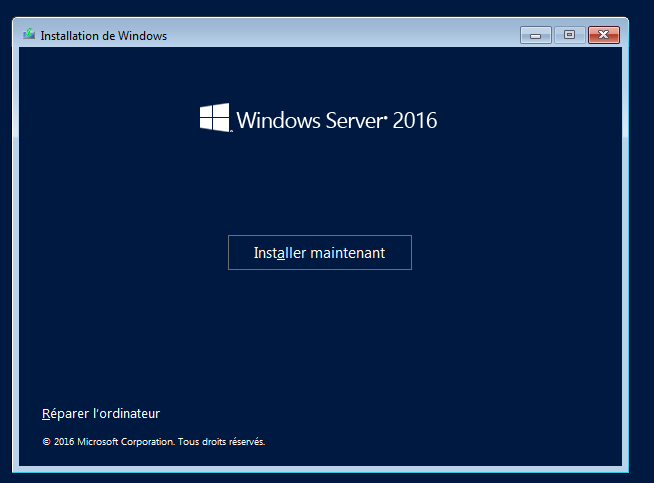 Installation de Windows
Windows Server® 2016
Installer maintenant
Réparer l'ordinateur
© 2016 Microsoft Corporation. Tous droits réservés.